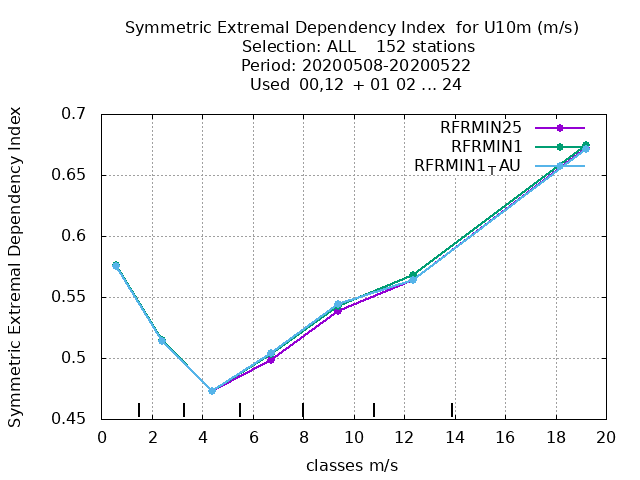 Symmetric Extremal Dependency Index  for U10m (m/s)
Selection: ALL    152 stations
Period: 20200508-20200522
Used  00,12  + 01 02 ... 24
Symmetric Extremal Dependency Index
0.7
0.65
0.6
0.55
0.5
0.45
RFRMIN25
RFRMIN1
RFRMIN1TAU
0 2 4 6 8 10 12 14 16 18 20
classes m/s